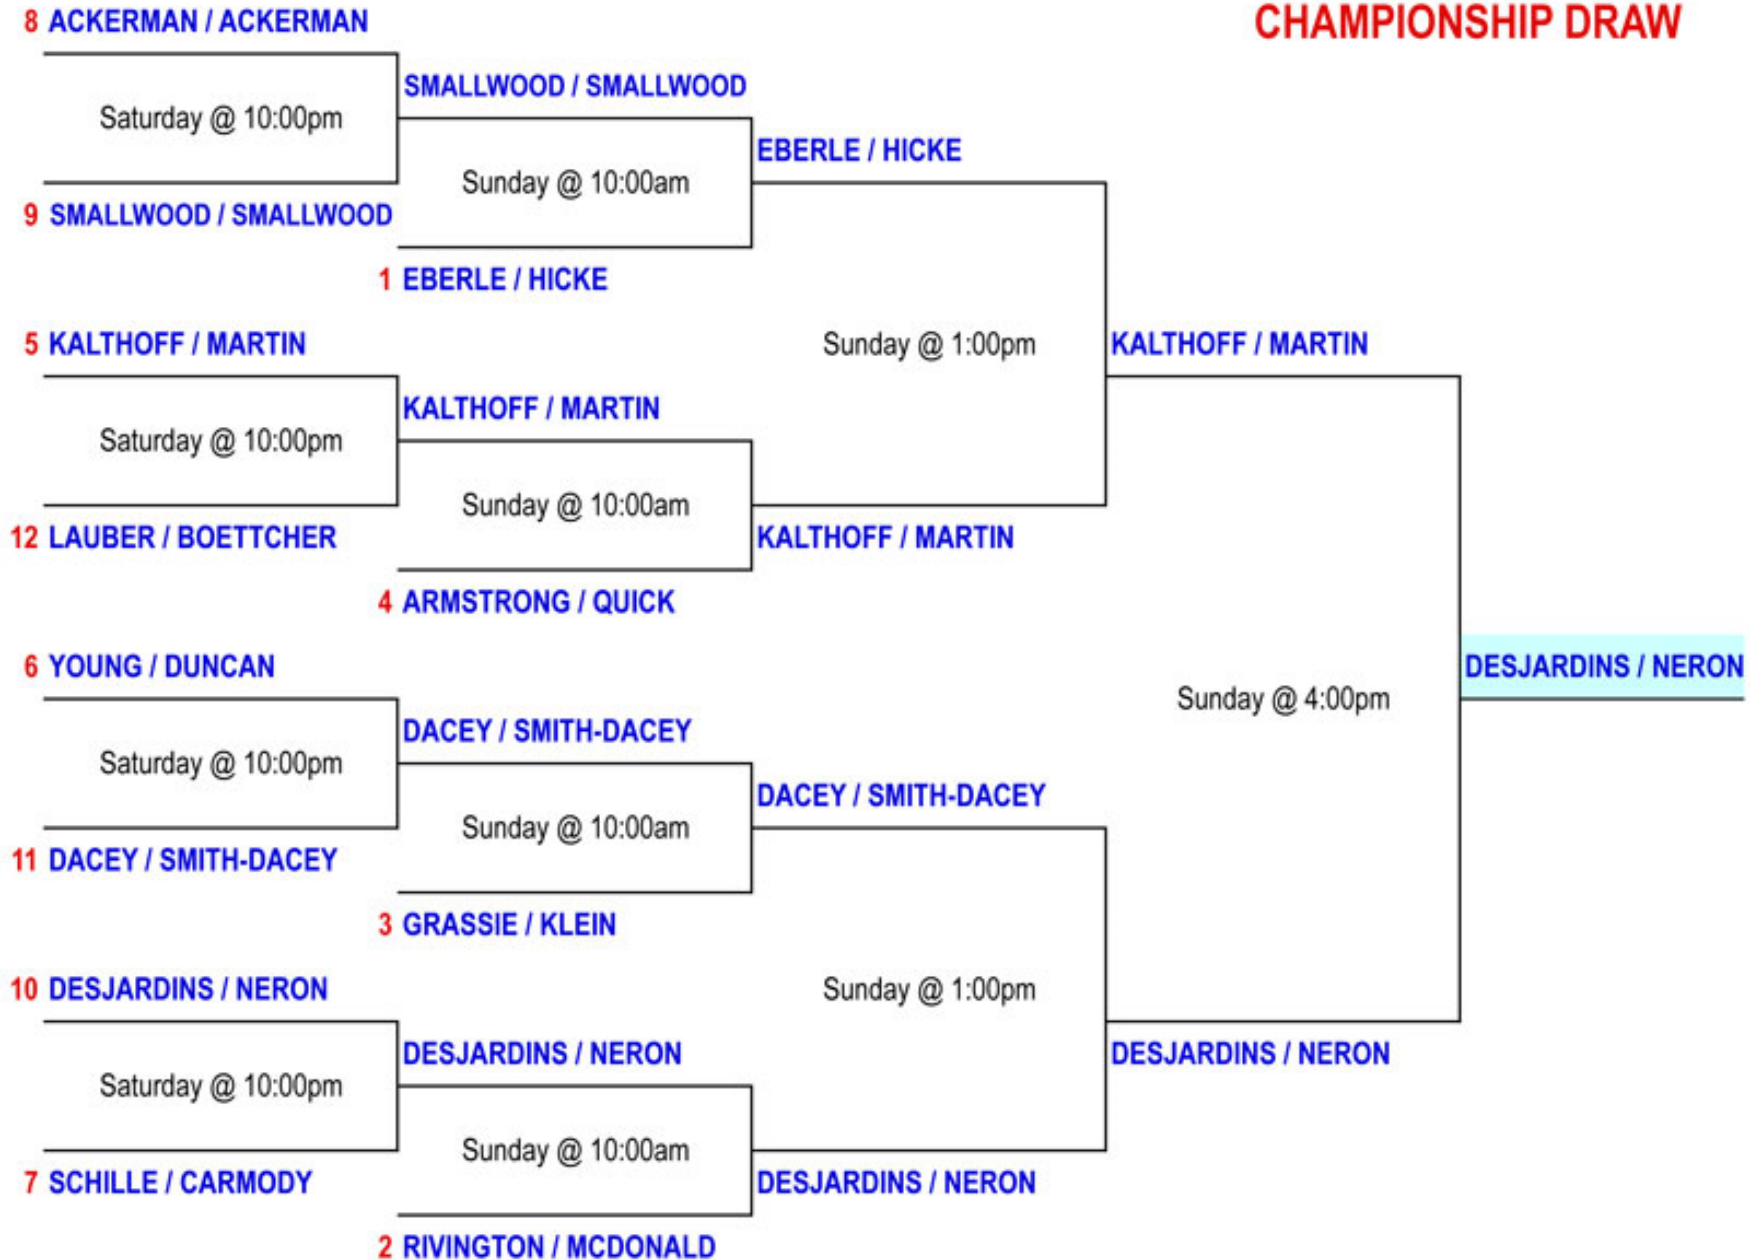 CHAMPIONSHIP DRAW
8 ACKERMAN / ACKERMAN
SMALLWOOD / SMALLWOOD
Saturday @ 10:00pm
EBERLE / HICKE
Sunday @ 10:00am
9 SMALLWOOD / SMALLWOOD
1 EBERLE / HICKE
5 KALTHOFF / MARTIN
Sunday @ 1:00pm
KALTHOFF / MARTIN
KALTHOFF / MARTIN
Saturday @ 10:00pm
Sunday @ 10:00am
12 LAUBER / BOETTCHER
KALTHOFF / MARTIN
4 ARMSTRONG / QUICK
6 YOUNG / DUNCAN
DESJARDINS / NERON
Sunday @ 4:00pm
DACEY / SMITH-DACEY
Saturday @ 10:00pm
DACEY / SMITH-DACEY
Sunday @ 10:00am
11 DACEY / SMITH-DACEY
3 GRASSIE / KLEIN
10 DESJARDINS / NERON
Sunday @ 1:00pm
DESJARDINS / NERON
DESJARDINS / NERON
Saturday @ 10:00pm
Sunday @ 10:00am
7 SCHILLE / CARMODY
DESJARDINS / NERON
2 RIVINGTON / MCDONALD